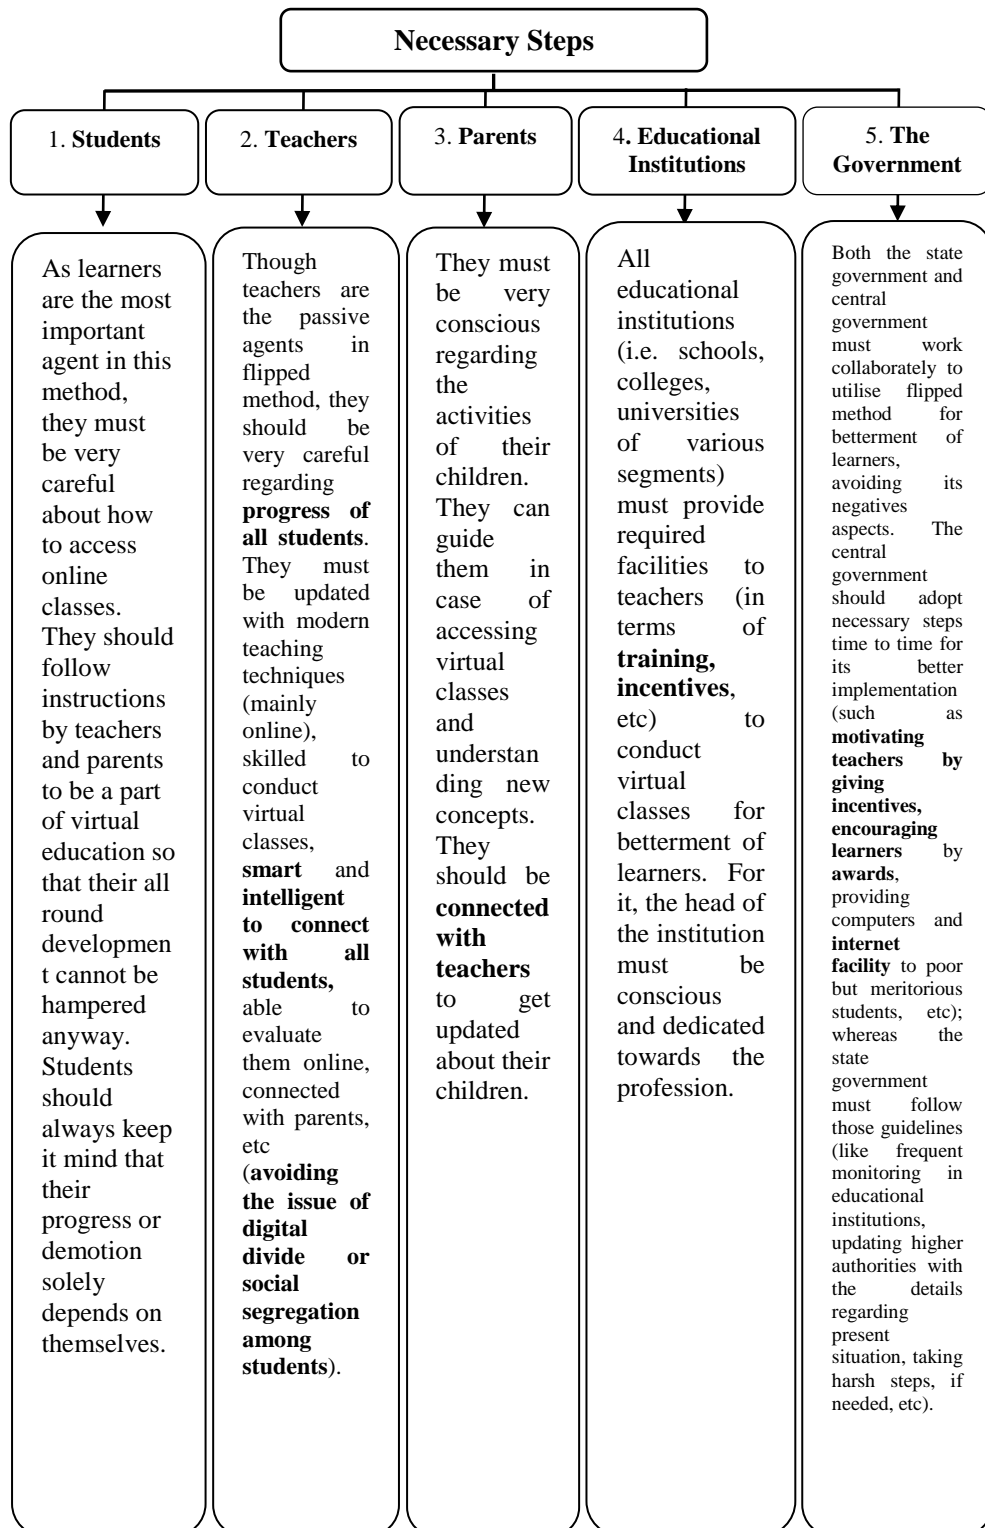 Necessary Steps
1. Students
As learners
are the most
important
agent in this
method,
they must
be very
careful
about how
to access
online
classes.
They should
follow
instructions
by teachers
and parents
to be a part
of virtual
education so
that their all
round
developmen
t cannot be
hampered
anyway.
Students
should
always keep
it mind that
their
progress or
demotion
solely
depends on
themselves.
2. Teachers
Though
teachers are
the passive
agents in
flipped
method, they
should be
very careful
regarding
progress of
all students.
They must
be updated
with modern
teaching
techniques
(mainly
online),
skilled to
conduct
virtual
classes,
smart and
intelligent
to connect
with all
students,
able to
evaluate
them online,
connected
with parents,
etc
(avoiding
the issue of
digital
divide or
social
segregation
among
students).
3. Parents
They must
be very
conscious
regarding
the
activities
of their
children.
They can
guide
them in
case of
accessing
virtual
classes
and
understan
ding new
concepts.
They
should be
connected
with
teachers
to get
updated
about their
children.
4. Educational
Institutions
All
educational
institutions
(i.e. schools,
colleges,
universities
of various
segments)
must provide
required
facilities to
teachers (in
terms of
training,
incentives,
etc) to
conduct
virtual
classes for
betterment of
learners. For
it, the head of
the institution
must be
conscious
and dedicated
towards the
profession.
5. The
Government
Both the state
government and
central
government
must work
collaborately to
utilise flipped
method for
betterment of
learners,
avoiding its
negatives
aspects. The
central
government
should adopt
necessary steps
time to time for
its better
implementation
(such as
motivating
teachers by
giving
incentives,
encouraging
learners by
awards,
providing
computers and
internet
facility to poor
but meritorious
students, etc);
whereas the
state
government
must follow
those guidelines
(like frequent
monitoring in
educational
institutions,
updating higher
authorities with
the details
regarding
present
situation, taking
harsh steps, if
needed, etc).